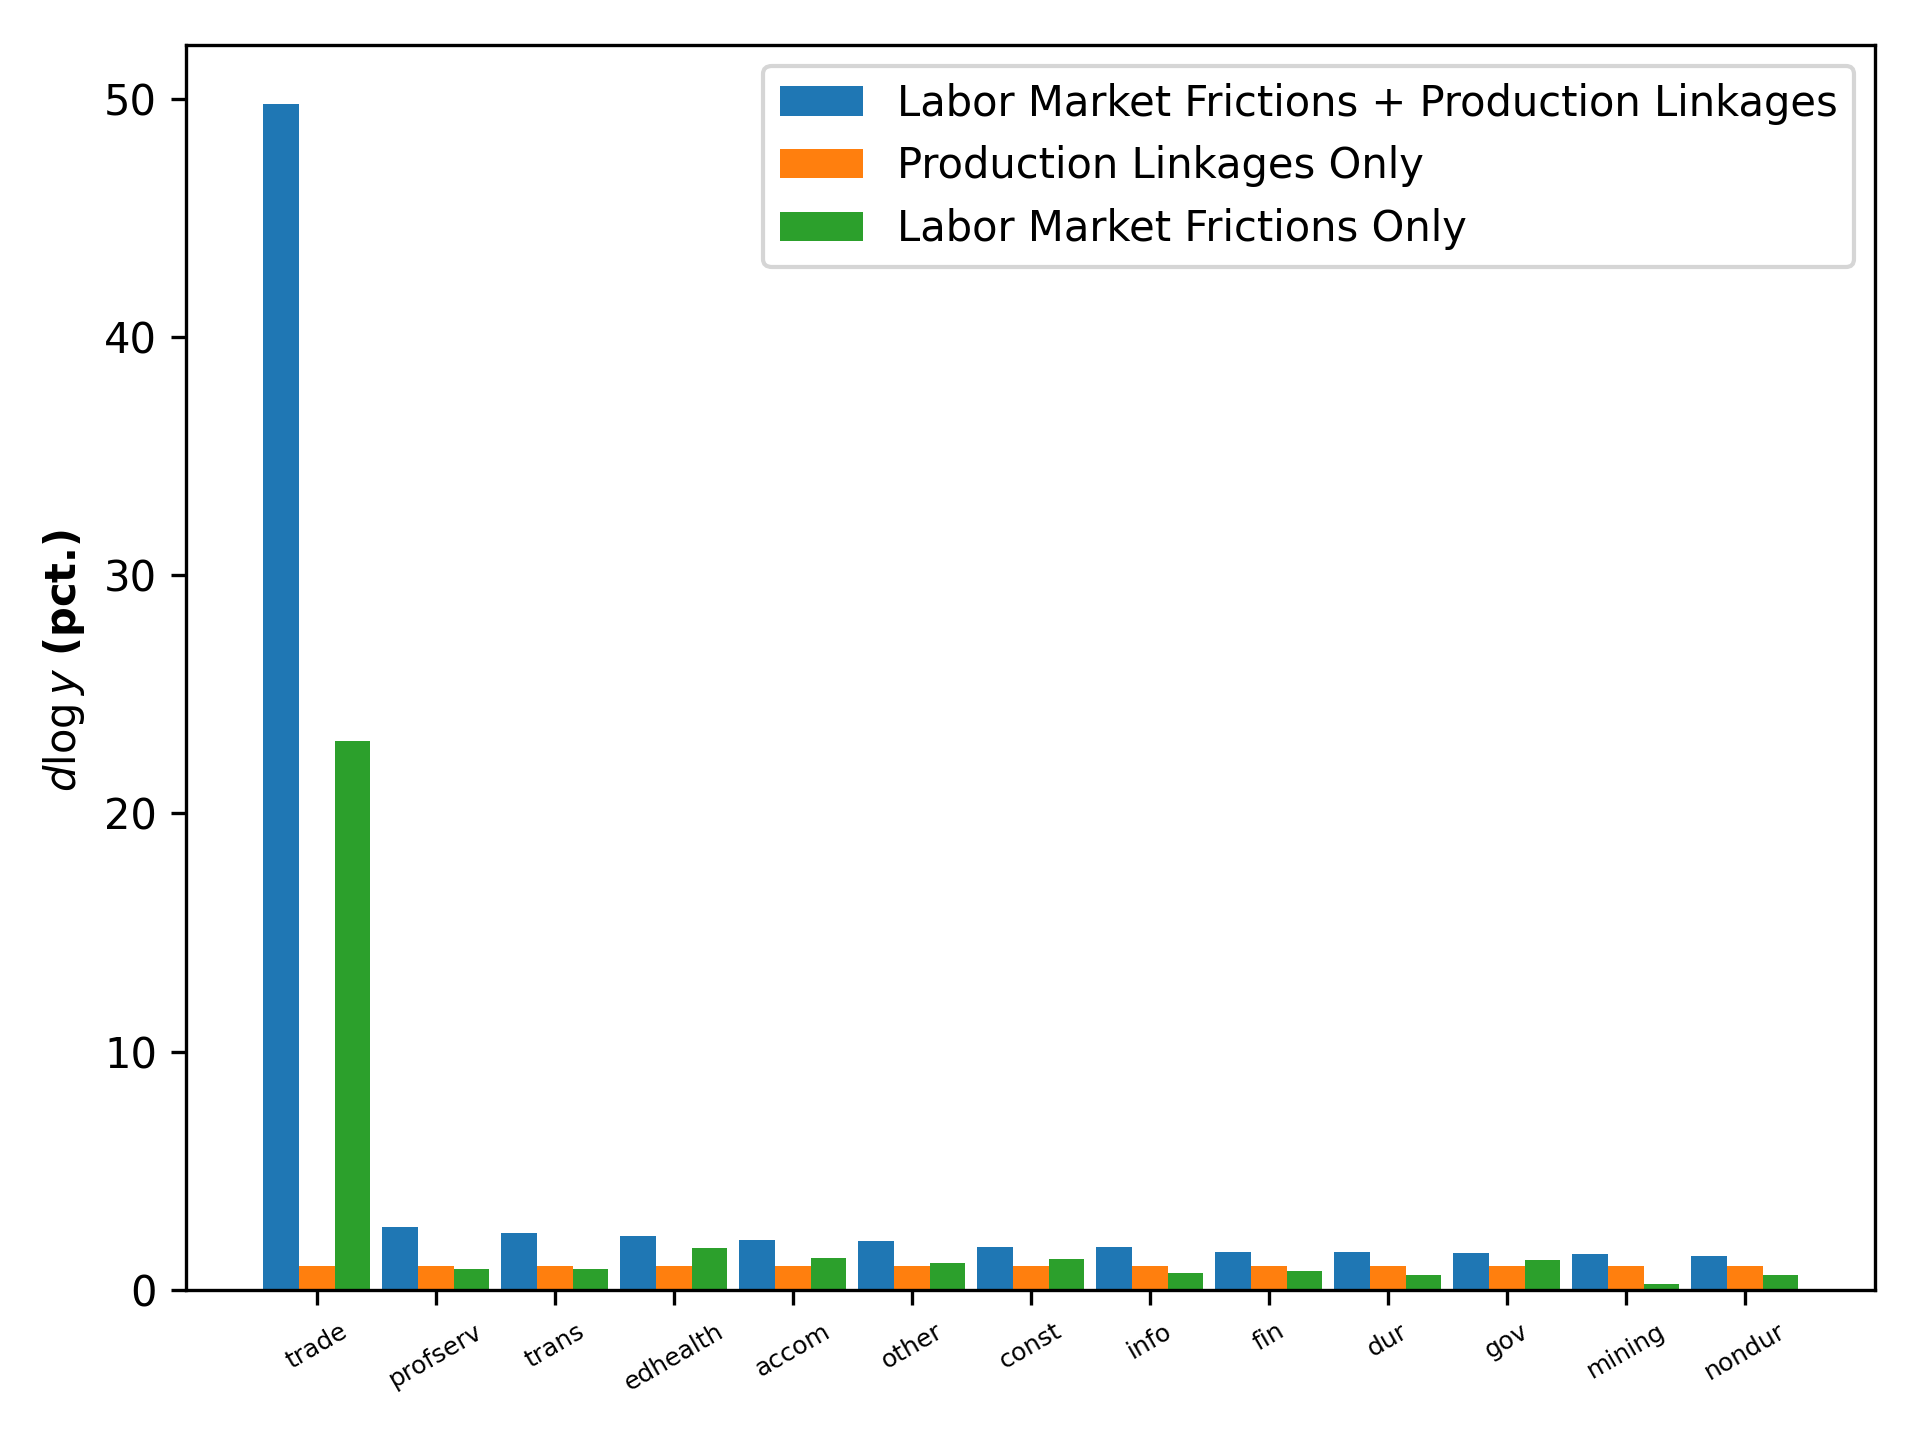 Labor Market Frictions + Production Linkages
Production Linkages Only
Labor Market Frictions Only
50
40
30
20
10
0
dlog y (pct.)
trade
profserv
trans
edhealth
accom
other
const
info
fin
dur
gov
mining
nondur